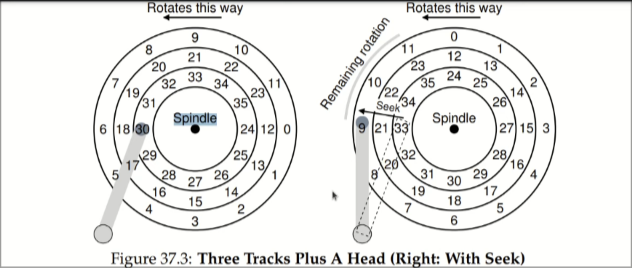 Rotates this way
9
8 10
21
20 22
7 33 11
32 34
19 23
31 35
Spindle
6 18 30 24 12 0
29 25
17 13
5 28 26 1
27
16 14
4 15 2
3
Rotates this way
Remaining rotation
0
11 1
12
23 13
10 24 2
35 25
22 14
34 26
Seek
Spindle
9 21 33 27 15 3
32 28
20 16
8 31 29 4
30
19 17
7 18 5
6
Figure 37.3: Three Tracks Plus A Head (Right: With Seek)